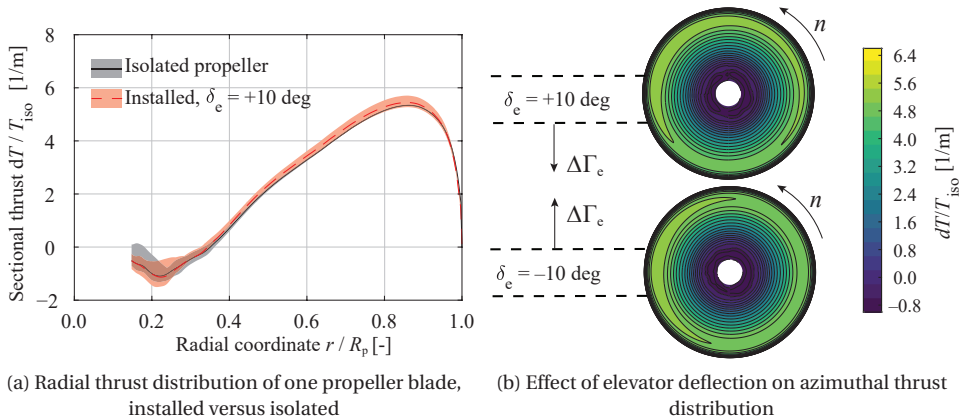 (a)
8
6
4
2
0
−2
Sectional thrust dT / T_iso [1/m]
Isolated propeller
Installed, δ_e = +10 deg
0.0 0.2 0.4 0.6 0.8 1.0
Radial coordinate r / R_p [-]
(a) Radial thrust distribution of one propeller blade,
installed versus isolated
(b)
n
δ_e = +10 deg
ΔΓ_e
ΔΓ_e
n
δ_e = –10 deg
6.4
5.6
4.8
4.0
3.2
2.4
1.6
0.8
0.0
–0.8
dT/T_iso [1/m]
(b) Effect of elevator deflection on azimuthal thrust
distribution